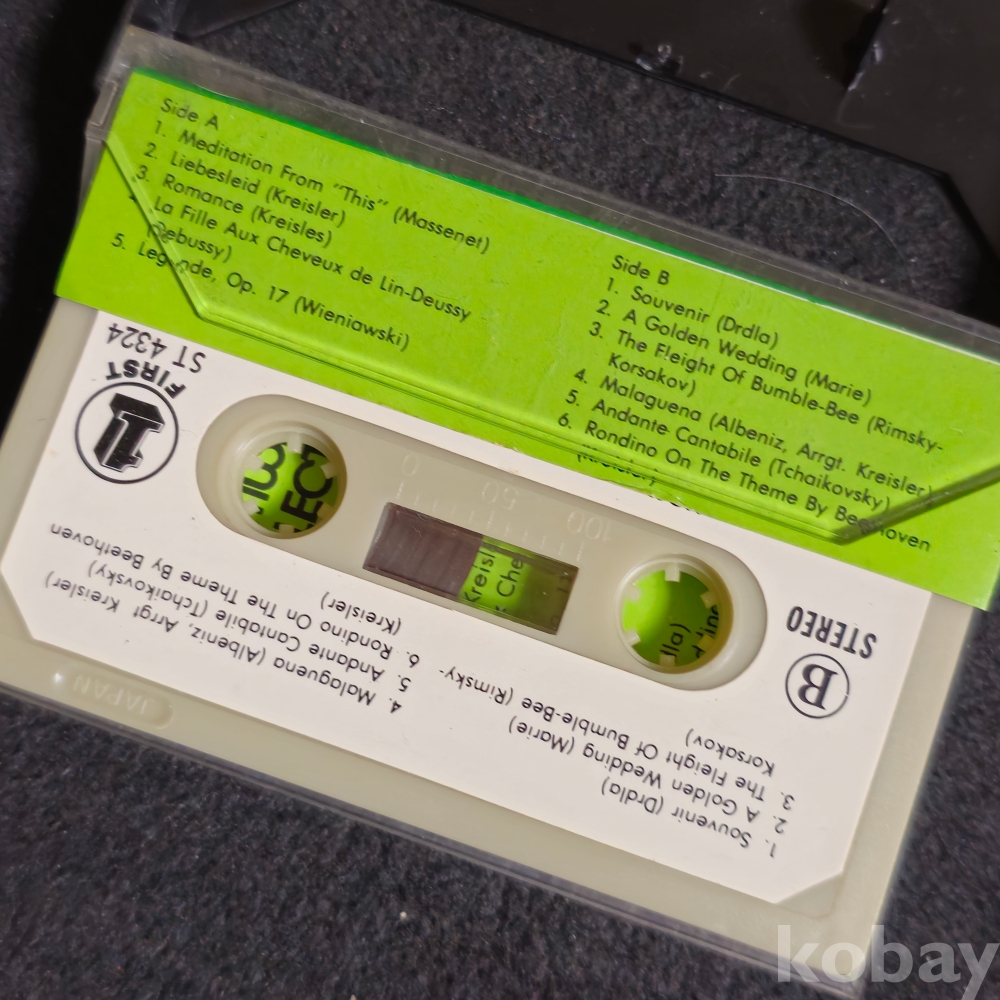 Side A
1. Meditation From "This" (Massenet)
2. Liebesleid (Kreisler)
3. Romance (Kreisles)
La Fille Aux Cheveux de Lin-Deussy
Debussy)
5. Legende, Op. 17 (Wieniawski)
Side B
1. Souvenir (Drdla)
2. A Golden Wedding (Marie)
3. The Fleight Of Bumble-Bee (Rimsky-
Korsakov)
4. Malaguena (Albeniz, Arrgt. Kreisler)
5. Andante Cantabile (Tchaikovsky)
6. Rondino On The Theme By Beethoven
(Kreisler)
1 FIRST
ST 4324
0 50 100
Kreisl
Che
lla)
STEREO
B
1. Souvenir (Drdla)
2. A Golden Wedding (Marie)
3. The Fleight Of Bumble-Bee (Rimsky-
Korsakov)
4. Malaguena (Albeniz, Arrgt Kreisler)
5. Andante Cantabile (Tchaikovsky)
6. Rondino On The Theme By Beethoven
(Kreisler)
JAPAN
kobay